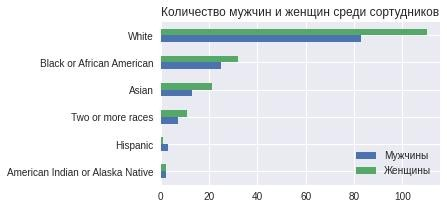 Количество мужчин и женщин среди сортудников
White
Black or African American
Asian
Two or more races
Hispanic
American Indian or Alaska Native
Мужчины
Женщины
0 20 40 60 80 100